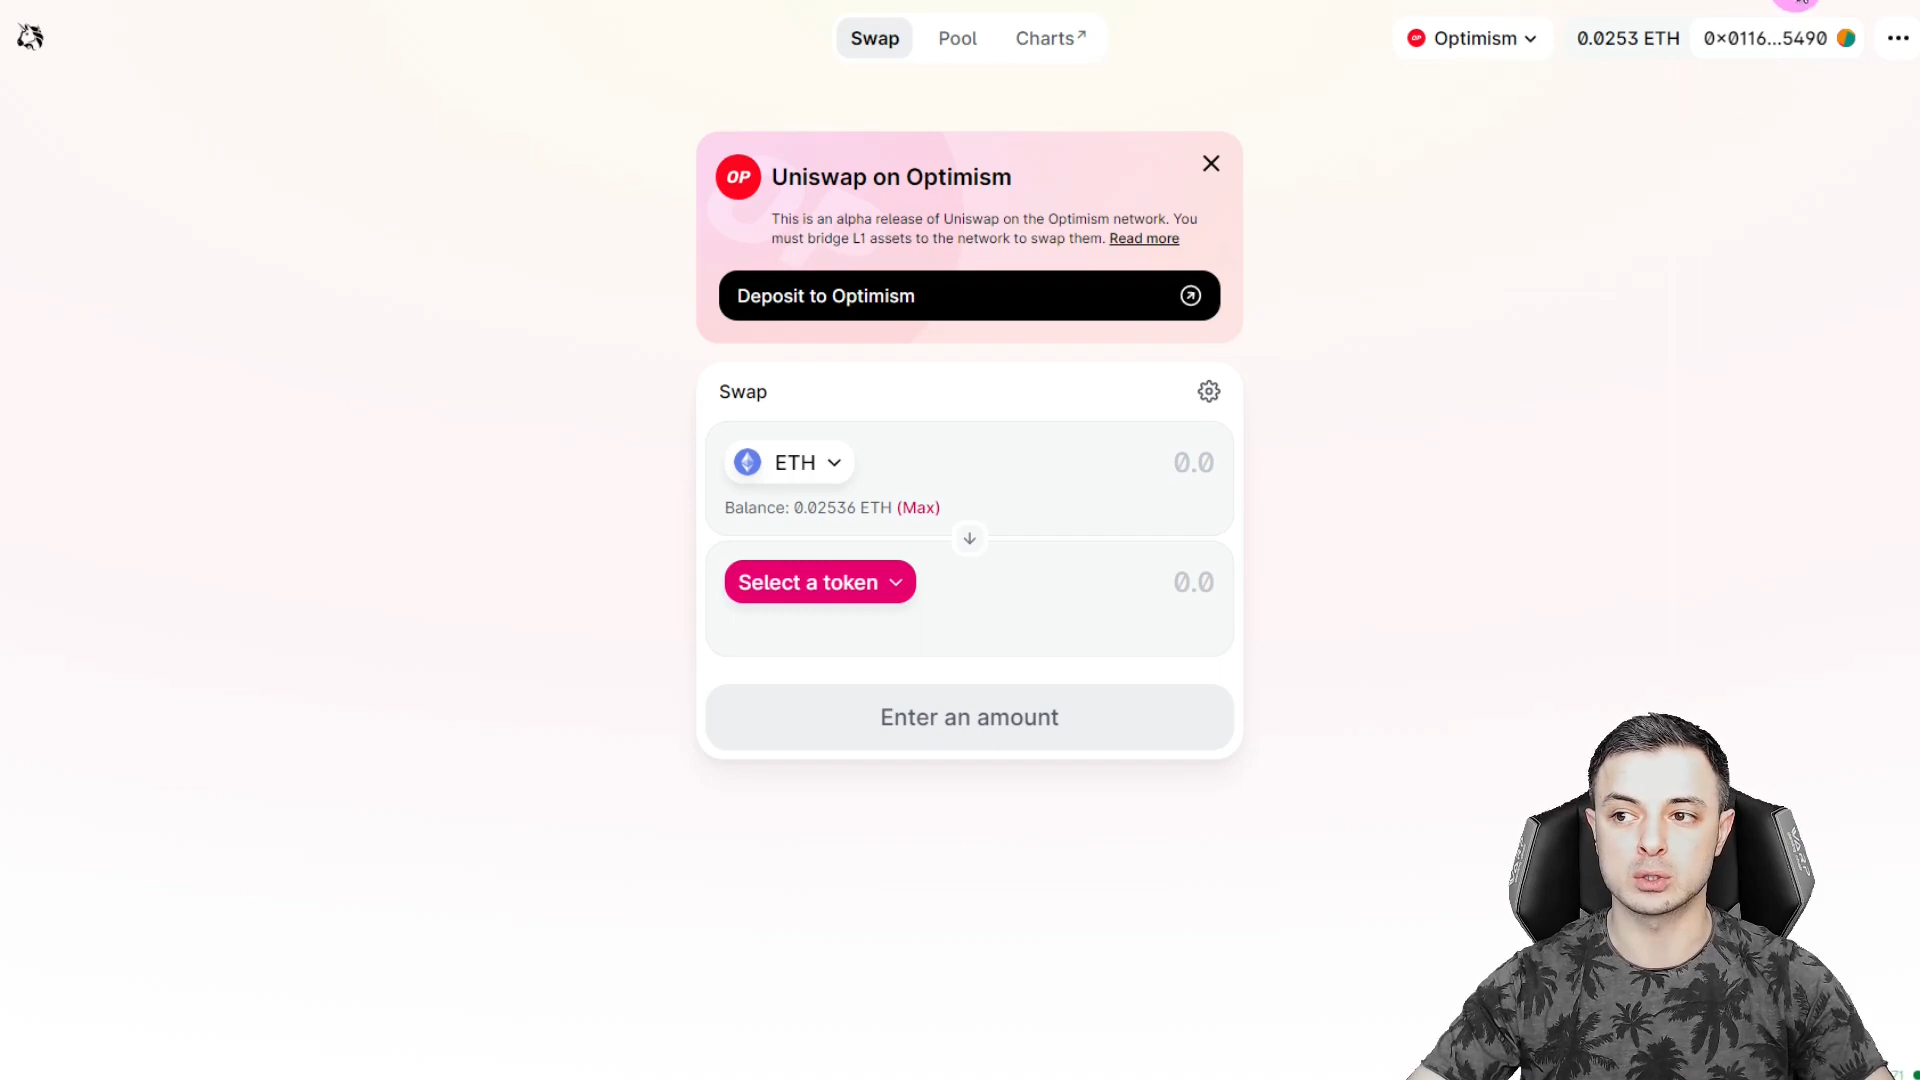 Swap
Pool
Charts↗
OP
Optimism
0.0253 ETH
0x0116...5490
OP
Uniswap on Optimism
This is an alpha release of Uniswap on the Optimism network. You
must bridge L1 assets to the network to swap them. Read more
Deposit to Optimism
Swap
ETH
0.0
Balance: 0.02536 ETH (Max)
Select a token
0.0
Enter an amount